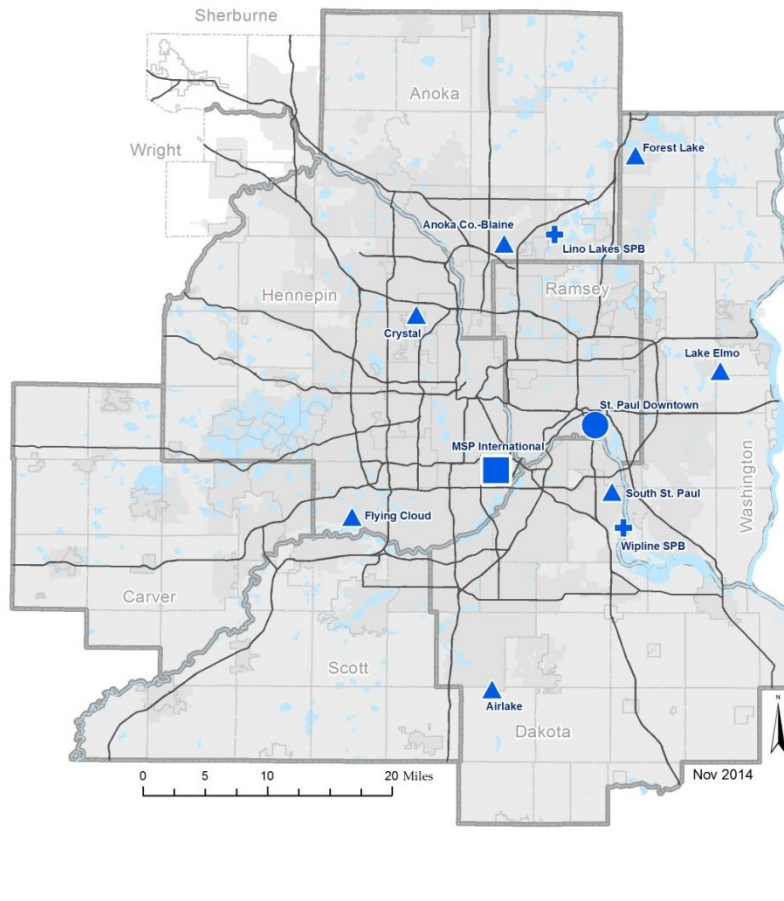 Sherburne
Anoka
Wright
Forest Lake
Anoka Co.-Blaine
Lino Lakes SPB
Hennepin
Ramsey
Crystal
Lake Elmo
St. Paul Downtown
MSP International
Washington
South St. Paul
Flying Cloud
Wipline SPB
Carver
Scott
Airlake
Dakota
N
0 5 10 20 Miles
Nov 2014